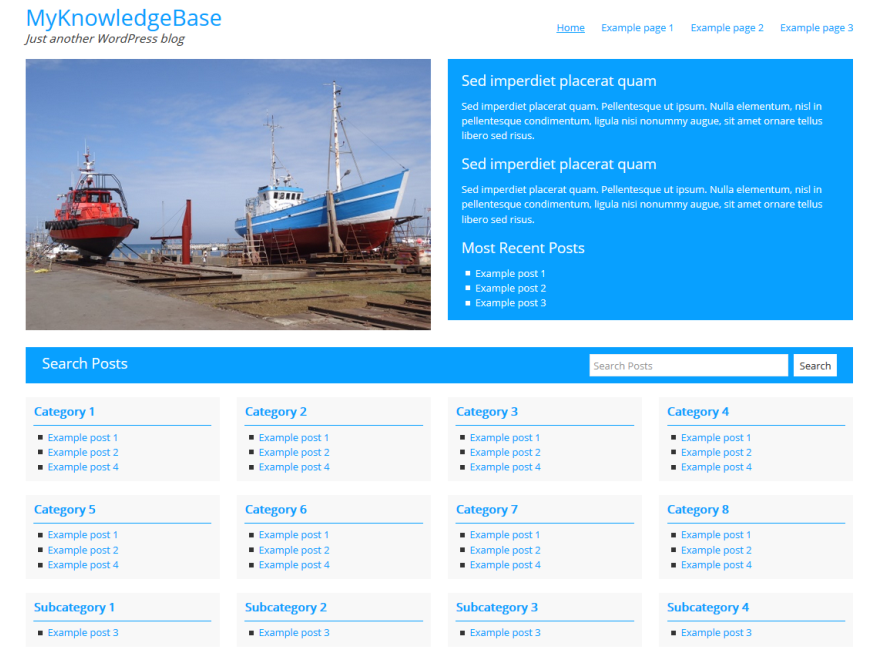 MyKnowledgeBase
Just another WordPress blog
Home Example page 1 Example page 2 Example page 3
Sed imperdiet placerat quam
Sed imperdiet placerat quam. Pellentesque ut ipsum. Nulla elementum, nisl in
pellentesque condimentum, ligula nisi nonummy augue, sit amet ornare tellus
libero sed risus.
Sed imperdiet placerat quam
Sed imperdiet placerat quam. Pellentesque ut ipsum. Nulla elementum, nisl in
pellentesque condimentum, ligula nisi nonummy augue, sit amet ornare tellus
libero sed risus.
Most Recent Posts
Example post 1
Example post 2
Example post 3
Search Posts Search Posts Search
Category 1
Example post 1
Example post 2
Example post 4
Category 2
Example post 1
Example post 2
Example post 4
Category 3
Example post 1
Example post 2
Example post 4
Category 4
Example post 1
Example post 2
Example post 4
Category 5
Example post 1
Example post 2
Example post 4
Category 6
Example post 1
Example post 2
Example post 4
Category 7
Example post 1
Example post 2
Example post 4
Category 8
Example post 1
Example post 2
Example post 4
Subcategory 1
Example post 3
Subcategory 2
Example post 3
Subcategory 3
Example post 3
Subcategory 4
Example post 3